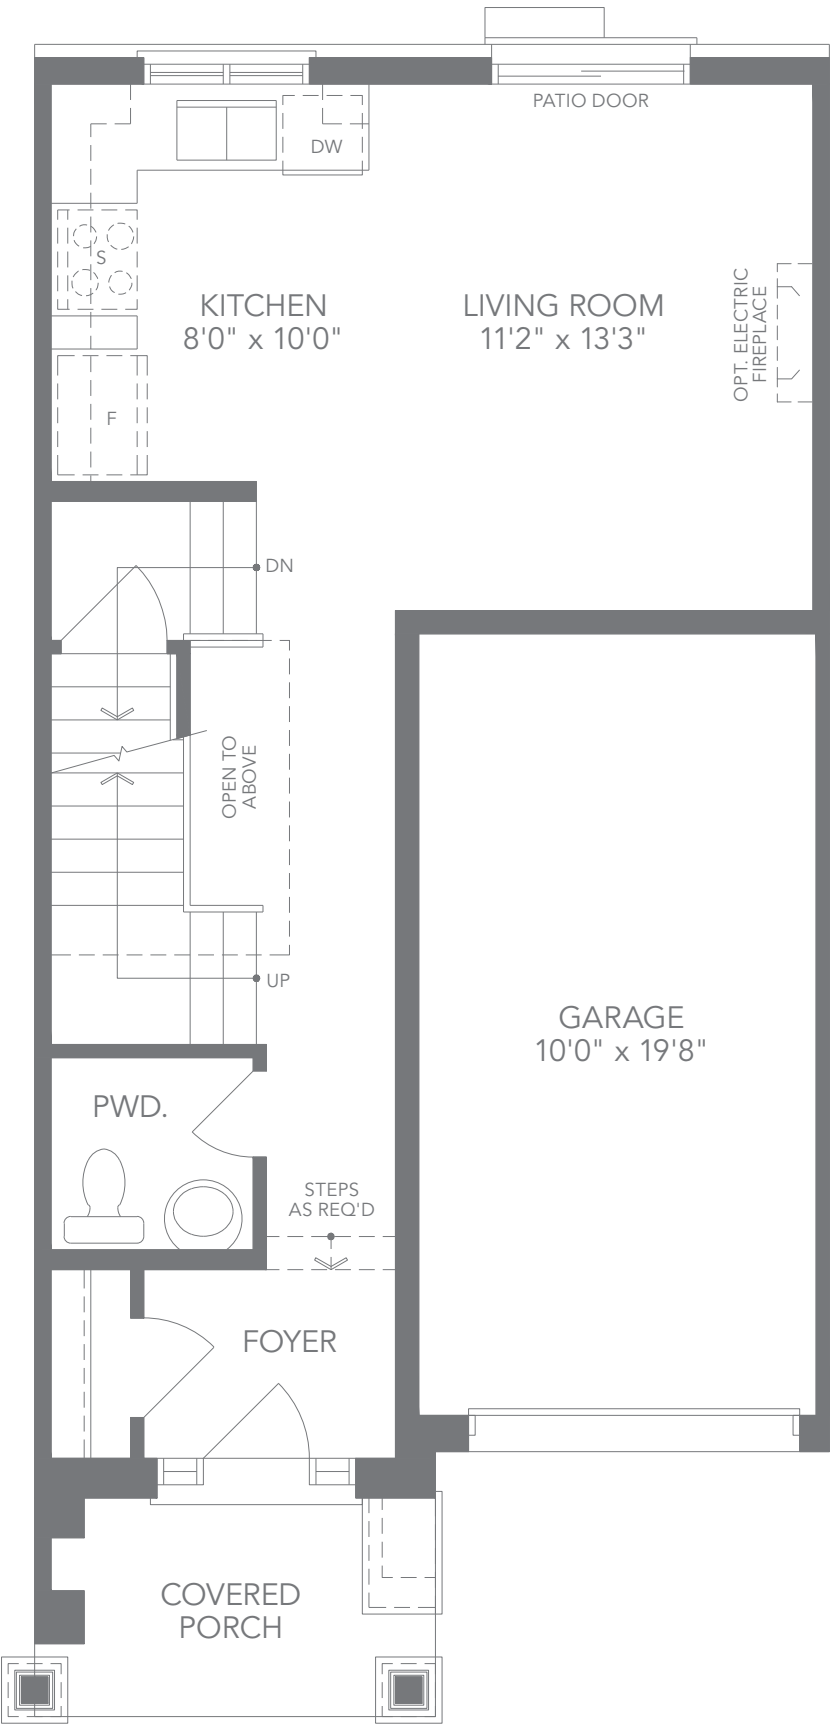 PATIO DOOR
DW
S
KITCHEN
8'0" x 10'0"
LIVING ROOM
11'2" x 13'3"
OPT. ELECTRIC
FIREPLACE
F
DN
OPEN TO
ABOVE
UP
GARAGE
10'0" x 19'8"
PWD.
STEPS
AS REQ'D
FOYER
COVERED
PORCH